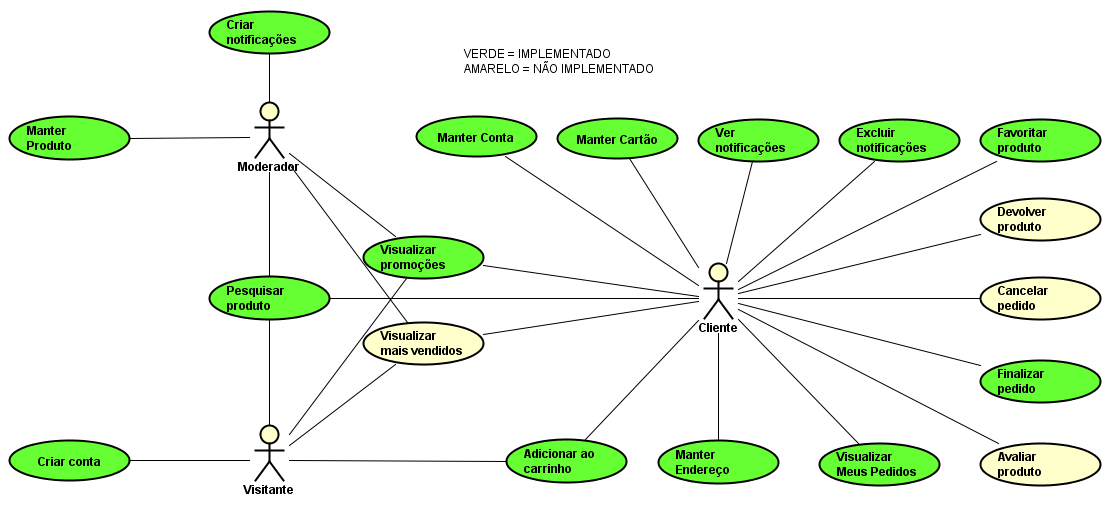 Criar
notificações
VERDE = IMPLEMENTADO
AMARELO = NÃO IMPLEMENTADO
Manter
Produto
Moderador
Manter Conta
Manter Cartão
Ver
notificações
Excluir
notificações
Favoritar
produto
Devolver
produto
Visualizar
promoções
Pesquisar
produto
Cliente
Cancelar
pedido
Visualizar
mais vendidos
Finalizar
pedido
Criar conta
Visitante
Adicionar ao
carrinho
Manter
Endereço
Visualizar
Meus Pedidos
Avaliar
produto